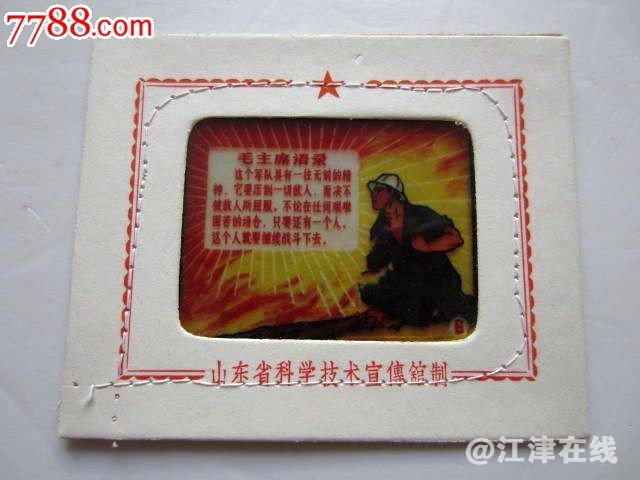 7788.com
毛主席语录
这个军队具有一往无前的精
神，它要压倒一切敌人，而决不
被敌人所屈服。不论在任何艰难
困苦的场合，只要还有一个人，
这个人就要继续战斗下去。
6
山东省科学技术宣傳館制
@江津在线